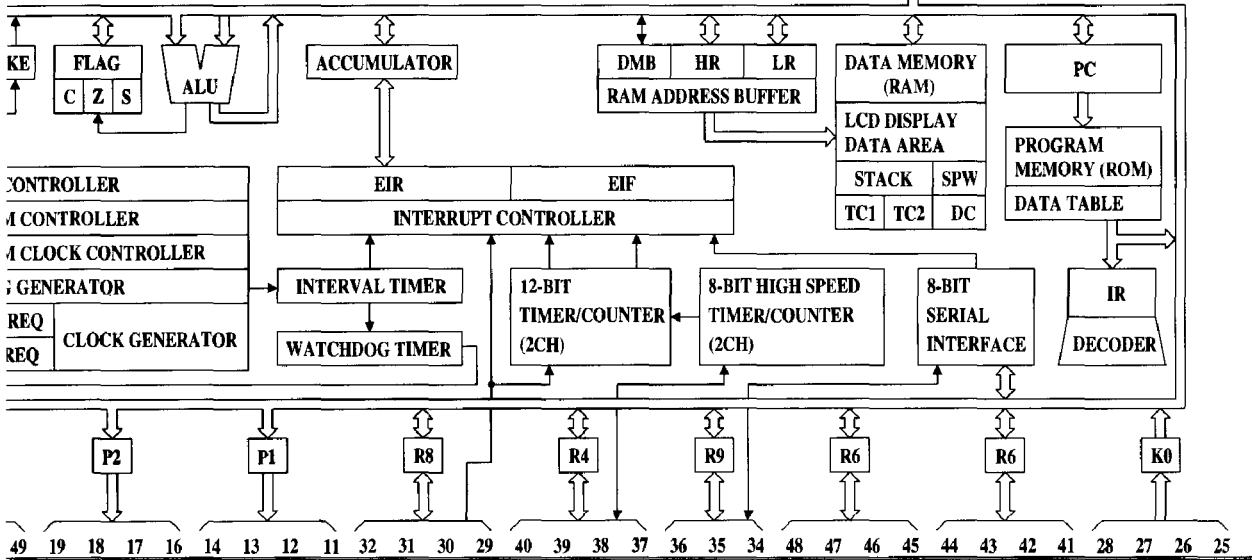 KE
FLAG
C Z S
ALU
ACCUMULATOR
DMB HR LR
RAM ADDRESS BUFFER
DATA MEMORY
(RAM)
LCD DISPLAY
DATA AREA
STACK SPW
TC1 TC2 DC
PC
PROGRAM
MEMORY (ROM)
DATA TABLE
IR
DECODER
CONTROLLER
M CONTROLLER
M CLOCK CONTROLLER
G GENERATOR
REQ
REQ
CLOCK GENERATOR
EIR EIF
INTERRUPT CONTROLLER
INTERVAL TIMER
WATCHDOG TIMER
12-BIT
TIMER/COUNTER
(2CH)
8-BIT HIGH SPEED
TIMER/COUNTER
(2CH)
8-BIT
SERIAL
INTERFACE
P2 P1 R8 R4 R9 R6 R6 K0
49 19 18 17 16 14 13 12 11 32 31 30 29 40 39 38 37 36 35 34 48 47 46 45 44 43 42 41 28 27 26 25